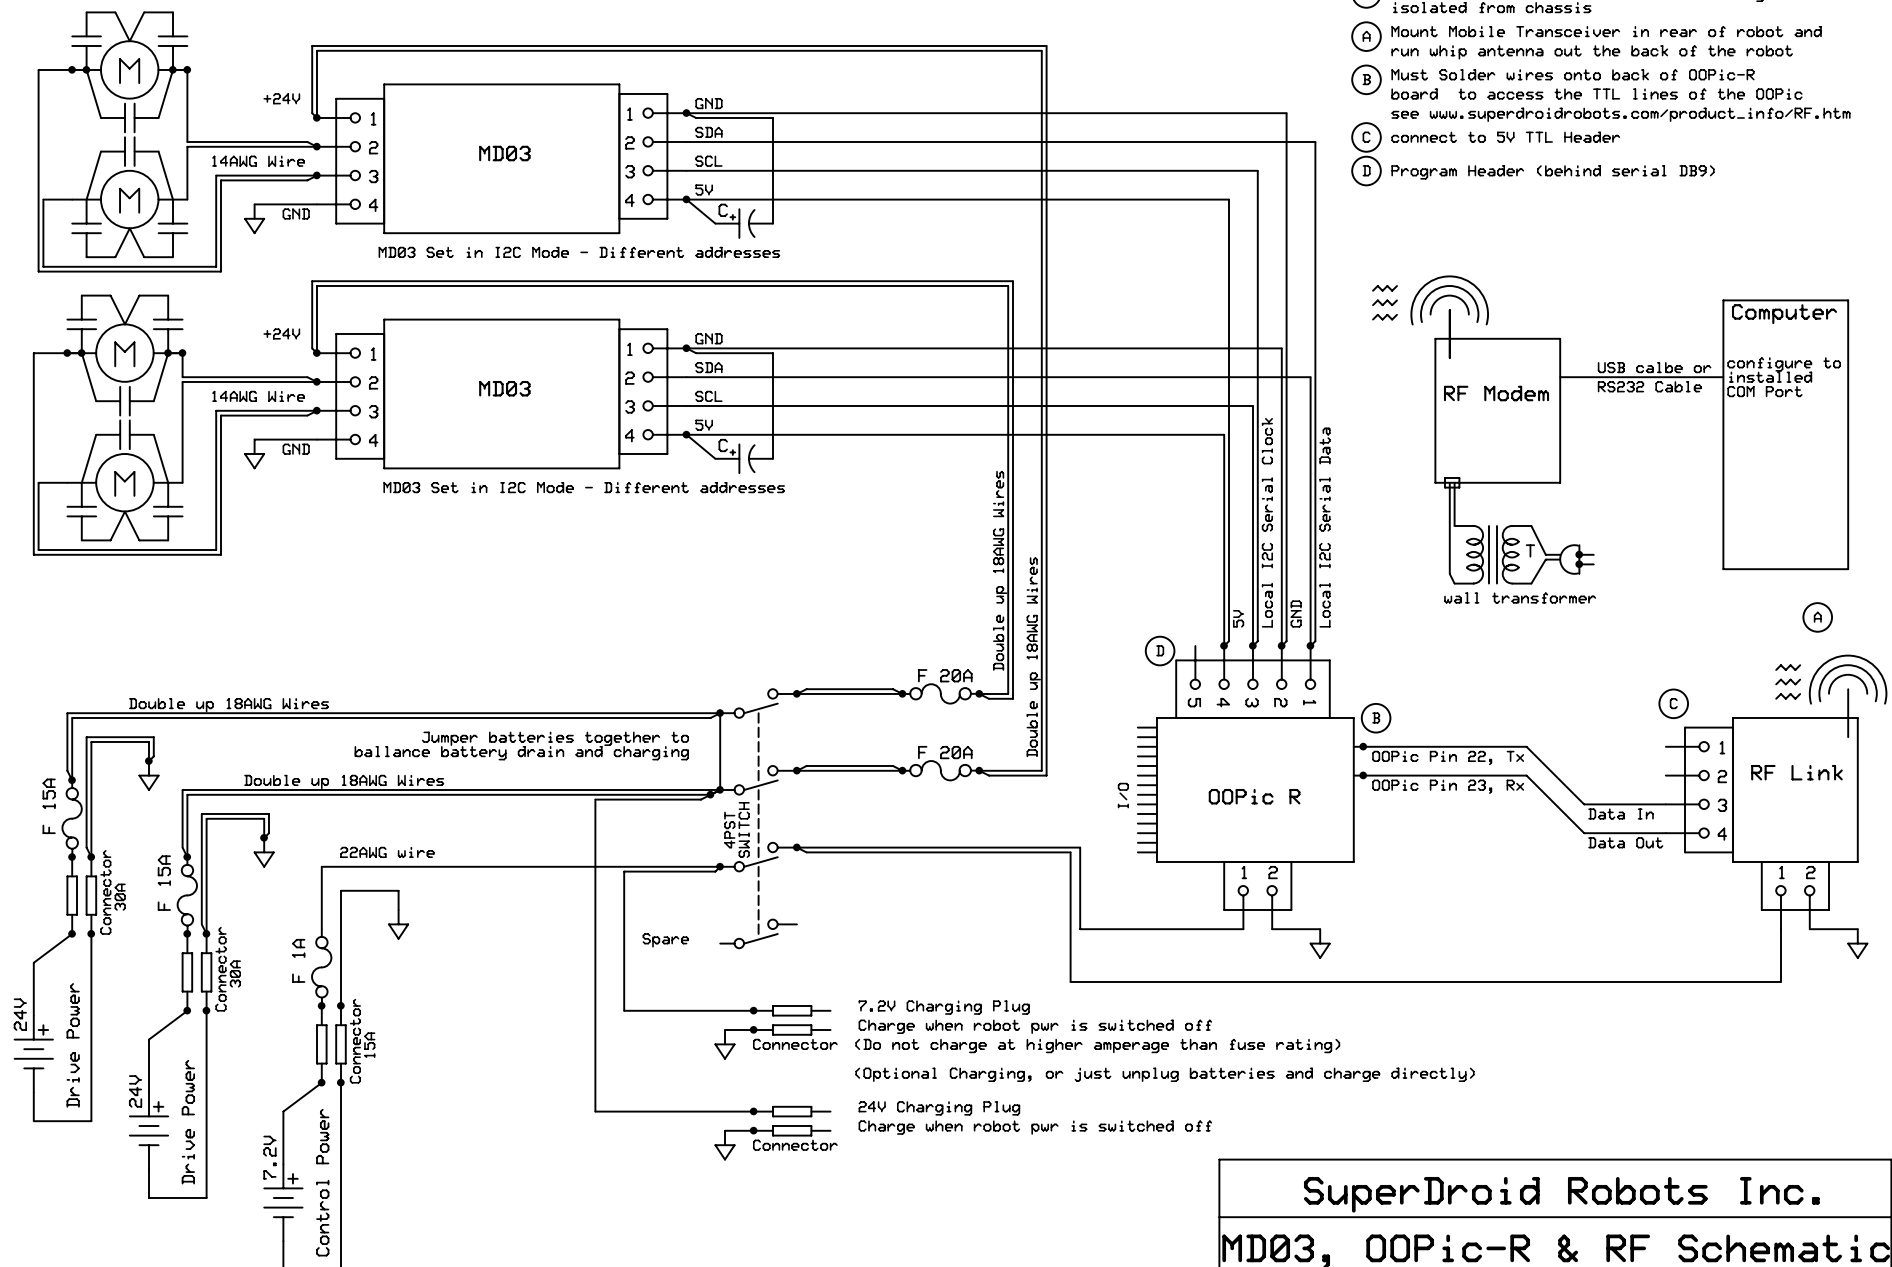 isolated from chassis
A Mount Mobile Transceiver in rear of robot and
run whip antenna out the back of the robot
B Must Solder wires onto back of OOPic-R
board to access the TTL lines of the OOPic
see www.superdroidrobots.com/product_info/RF.htm
C connect to 5V TTL Header
D Program Header (behind serial DB9)
M
M
+24V
14AWG Wire
GND
1
2
3
4
MD03
1
2
3
4
GND
SDA
SCL
5V
C+
MD03 Set in I2C Mode - Different addresses
M
M
+24V
14AWG Wire
GND
1
2
3
4
MD03
1
2
3
4
GND
SDA
SCL
5V
C+
MD03 Set in I2C Mode - Different addresses
RF Modem
USB calbe or
RS232 Cable
Computer
configure to
installed
COM Port
T
wall transformer
Double up 18AWG Wires
Double up 18AWG Wires
5V
Local I2C Serial Clock
GND
Local I2C Serial Data
A
Double up 18AWG Wires
Jumper batteries together to
ballance battery drain and charging
Double up 18AWG Wires
F 20A
F 20A
4PST
SWITCH
22AWG wire
Spare
F 15A
Connector
30A
24V
+
Drive Power
F 15A
Connector
30A
24V
+
Drive Power
F 1A
Connector
15A
7.2V
+
Control Power
D
5
4
3
2
1
I/O
OOPic R
1 2
B
OOPic Pin 22, Tx
OOPic Pin 23, Rx
Data In
Data Out
C
1
2
3
4
RF Link
1 2
7.2V Charging Plug
Charge when robot pwr is switched off
Connector (Do not charge at higher amperage than fuse rating)
(Optional Charging, or just unplug batteries and charge directly)
24V Charging Plug
Charge when robot pwr is switched off
Connector
SuperDroid Robots Inc.
MD03, OOPic-R & RF Schematic